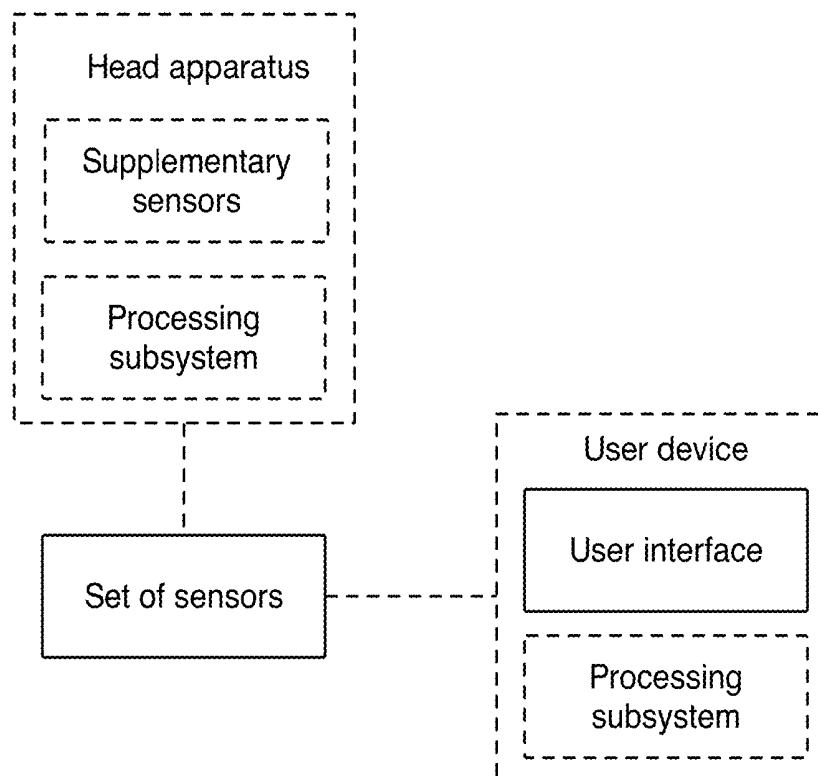 Head apparatus
Supplementary
sensors
Processing
subsystem
Set of sensors
User device
User interface
Processing
subsystem